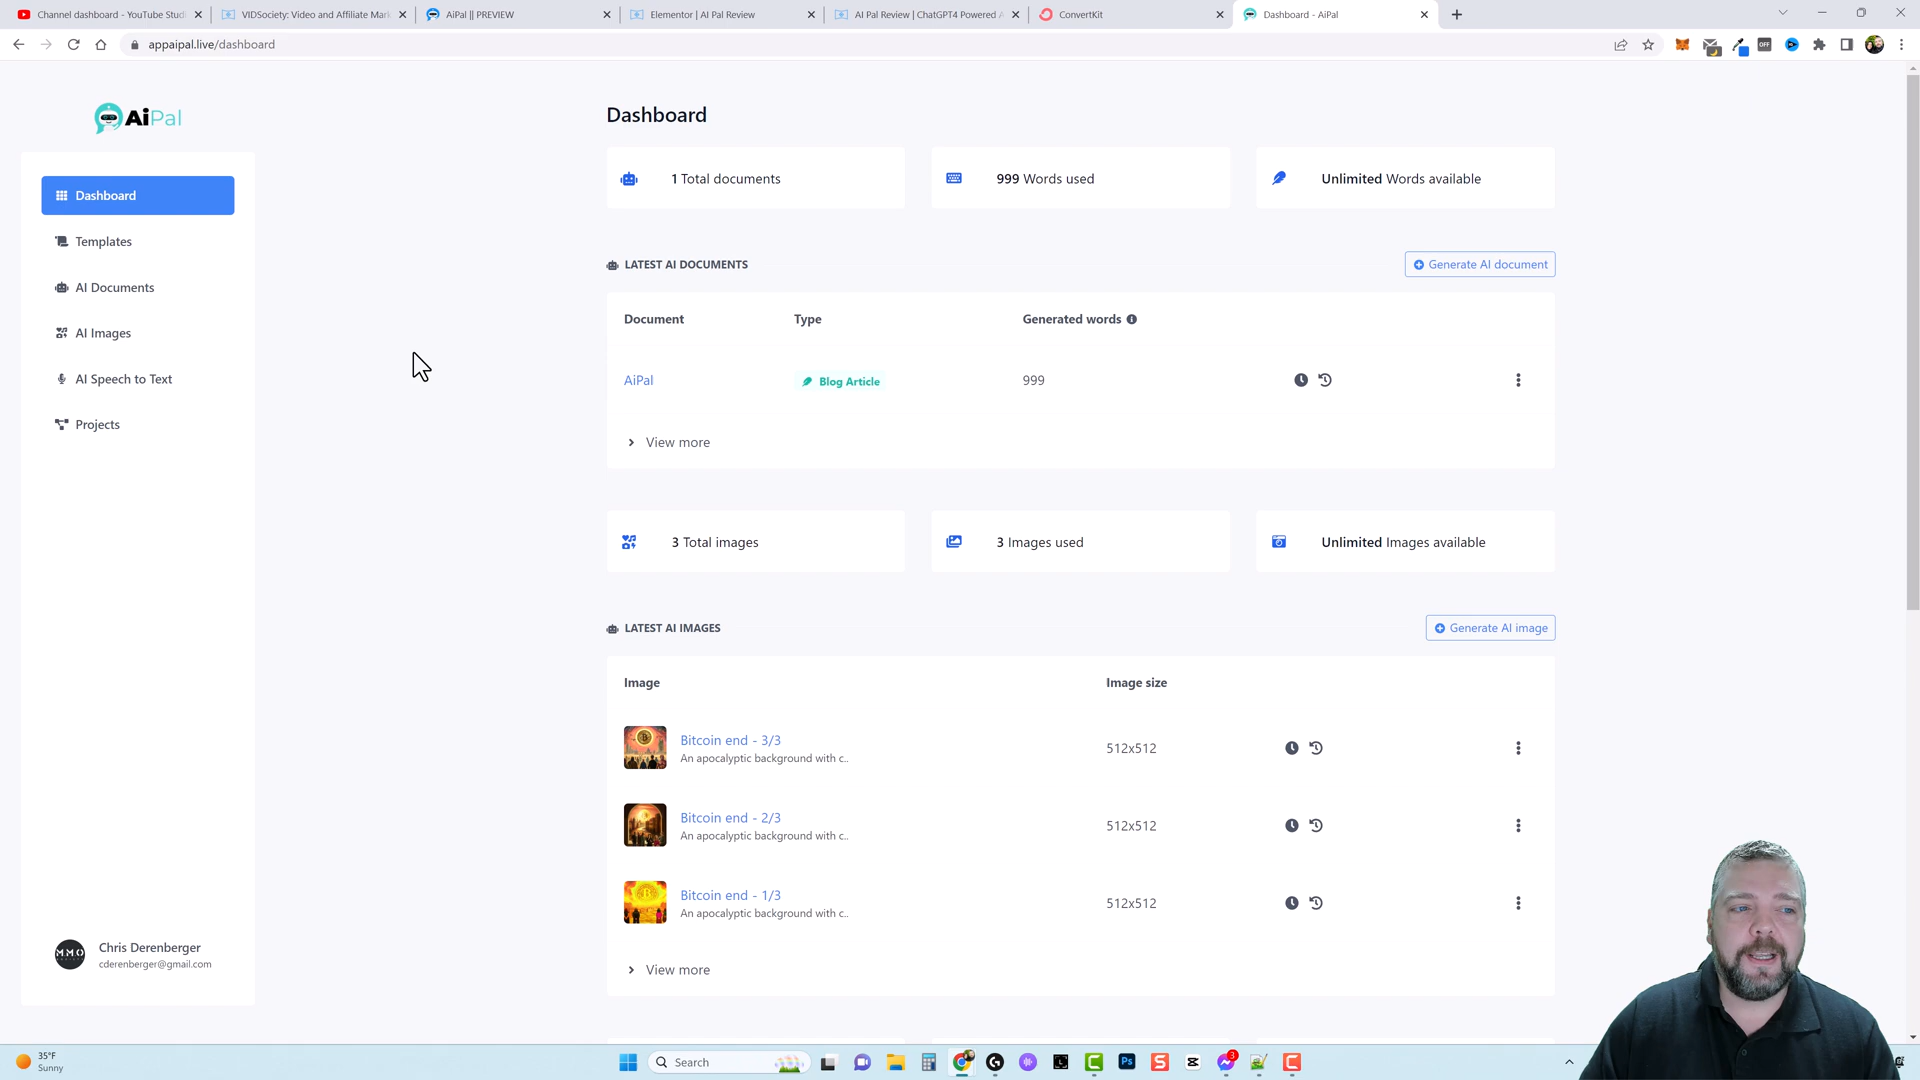 Channel dashboard - YouTube Studi
VIDSociety: Video and Affiliate Mark
AiPal || PREVIEW
Elementor | AI Pal Review
AI Pal Review | ChatGPT4 Powered A
ConvertKit
Dashboard - AiPal
appaipal.live/dashboard
OFF
AiPal
Dashboard
Templates
AI Documents
AI Images
AI Speech to Text
Projects
Dashboard
1 Total documents
999 Words used
Unlimited Words available
LATEST AI DOCUMENTS
Generate AI document
Document
Type
Generated words
AiPal
Blog Article
999
View more
3 Total images
3 Images used
Unlimited Images available
LATEST AI IMAGES
Generate AI image
Image
Image size
Bitcoin end - 3/3
An apocalyptic background with c..
512x512
Bitcoin end - 2/3
An apocalyptic background with c..
512x512
Bitcoin end - 1/3
An apocalyptic background with c..
512x512
View more
M.M.O
Chris Derenberger
cderenberger@gmail.com
35°F
Sunny
Search
L
Ps
S
3
C